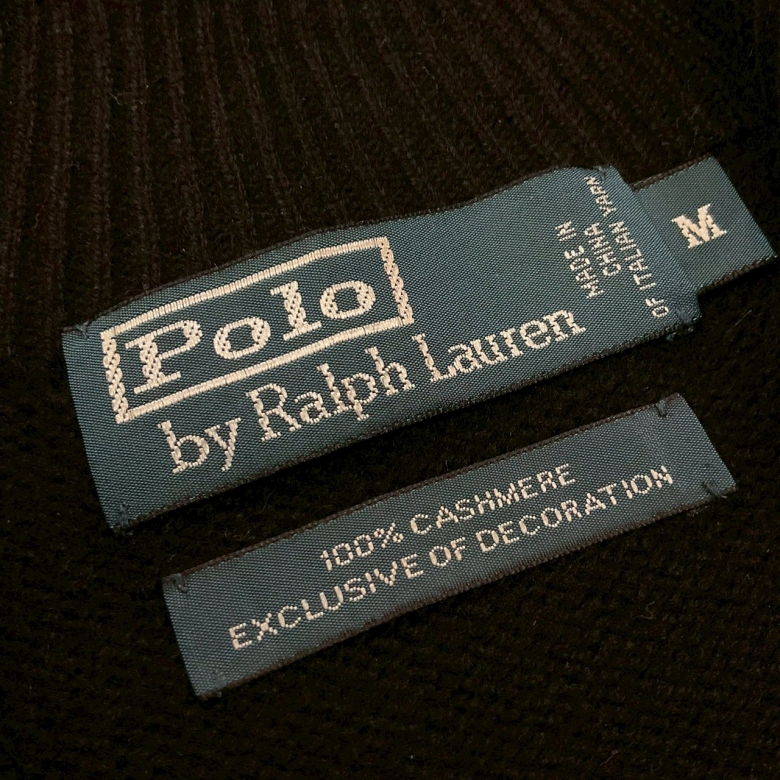 Polo
by Ralph Lauren
MADE IN
CHINA
OF ITALIAN YARN
M
100% CASHMERE
EXCLUSIVE OF DECORATION